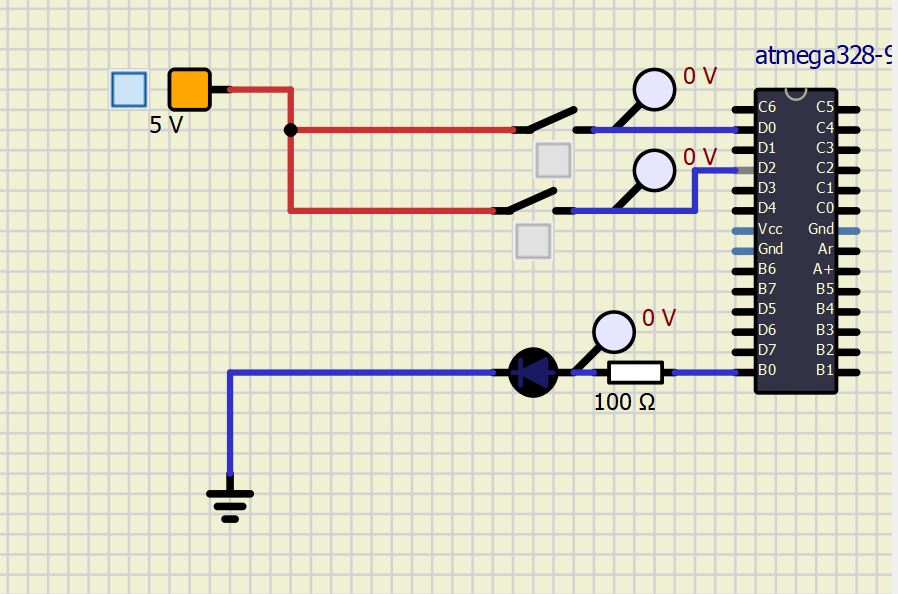 atmega328-9
0 V
5 V
C6 C5
D0 C4
D1 C3
0 V
D2 C2
D3 C1
D4 C0
Vcc Gnd
Gnd Ar
B6 A+
B7 B5
D5 B4
0 V
D6 B3
D7 B2
B0 B1
100 Ω